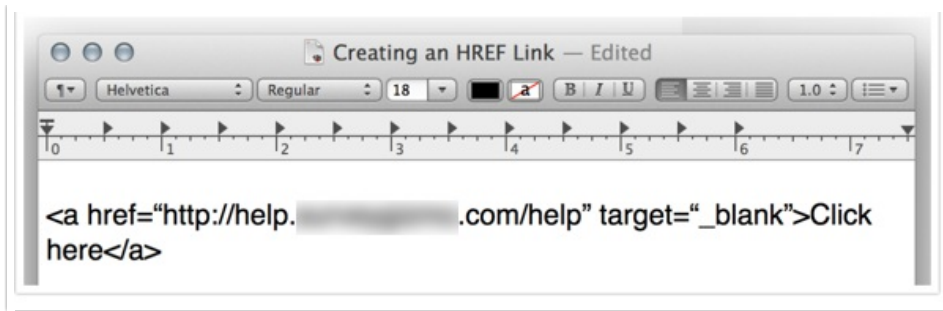 Creating an HREF Link — Edited
Helvetica Regular 18 a B I U 1.0
0 1 2 3 4 5 6 7
<a href=“http://help. .com/help” target=“_blank”>Click
here</a>